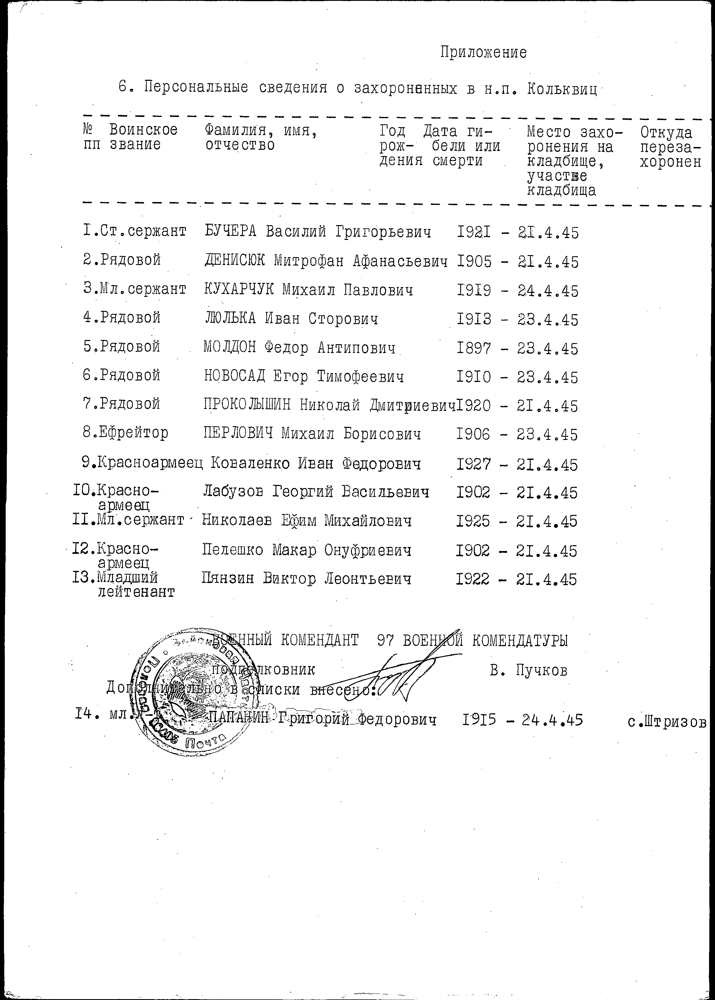 Приложение
6. Персональные сведения о захороненных в н.п. Кольквиц
№ Воинское Фамилия, имя, Год Дата ги- Место захо- Откуда
пп звание отчество рож- бели или ронения на переза-
дения смерти кладбище, хоронен
участке
кладбища
I.Ст.сержант БУЧЕРА Василий Григорьевич I92I - 2I.4.45
2.Рядовой ДЕНИСЮК Митрофан Афанасьевич I905 - 2I.4.45
3.Мл.сержант КУХАРЧУК Михаил Павлович I9I9 - 24.4.45
4.Рядовой ЛЮЛЬКА Иван Сторович I9I3 - 23.4.45
5.Рядовой МОЛДОН Федор Антипович I897 - 23.4.45
6.Рядовой НОВОСАД Егор Тимофеевич I9I0 - 23.4.45
7.Рядовой ПРОКОЛЫШИН Николай Дмитриевич I920 - 2I.4.45
8.Ефрейтор ПЕРЛОВИЧ Михаил Борисович I906 - 23.4.45
9.Красноармеец Коваленко Иван Федорович I927 - 2I.4.45
I0.Красно- Лабузов Георгий Васильевич I902 - 2I.4.45
армеец
II.Мл.сержант Николаев Ефим Михайлович I925 - 2I.4.45
I2.Красно- Пелешко Макар Онуфриевич I902 - 2I.4.45
армеец
I3.Младший Пянзин Виктор Леонтьевич I922 - 2I.4.45
лейтенант
ВОЕННЫЙ КОМЕНДАНТ 97 ВОЕННОЙ КОМЕНДАТУРЫ
подполковник В. Пучков
Дополнительно в списки внесено:
I4. мл.л-т ПАПАНИН Григорий Федорович I9I5 - 24.4.45 с.Штризов
Войсковая часть Полевая Почта